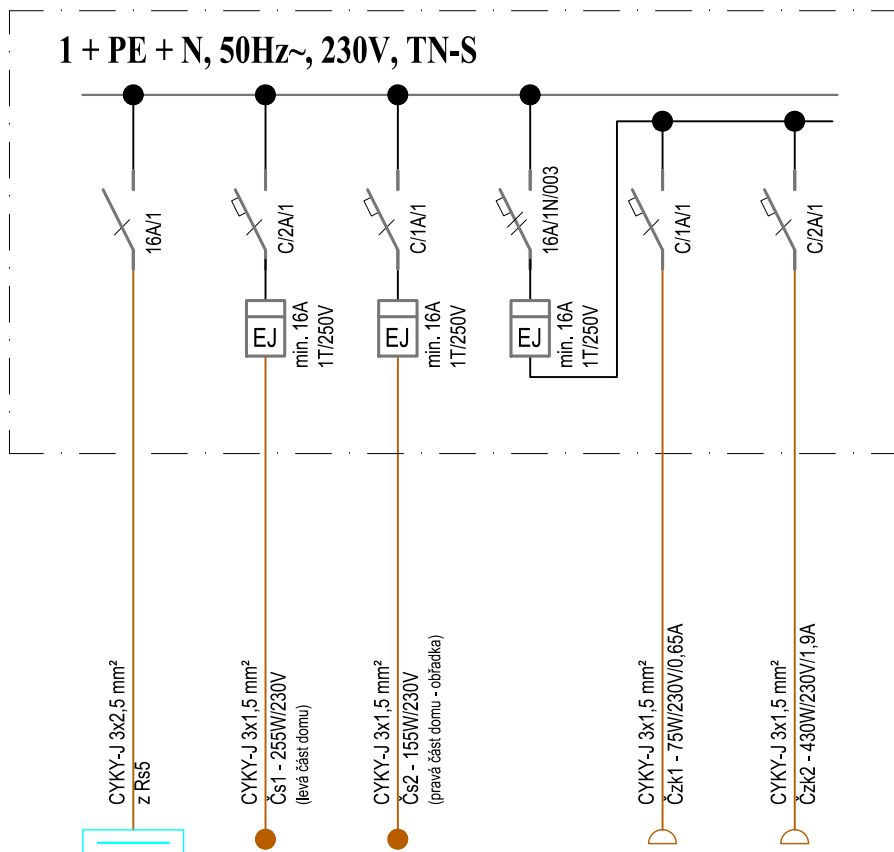 1 + PE + N, 50Hz~, 230V, TN-S
16A/1
C/2A/1
C/1A/1
16A/1N/003
C/1A/1
C/2A/1
EJ
min. 16A
1T/250V
EJ
min. 16A
1T/250V
EJ
min. 16A
1T/250V
CYKY-J 3x2,5 mm²
z Rs5
CYKY-J 3x1,5 mm²
Čs1 - 255W/230V
(levá část domu)
CYKY-J 3x1,5 mm²
Čs2 - 155W/230V
(pravá část domu - obřadka)
CYKY-J 3x1,5 mm²
Čzk1 - 75W/230V/0,65A
CYKY-J 3x1,5 mm²
Čzk2 - 430W/230V/1,9A